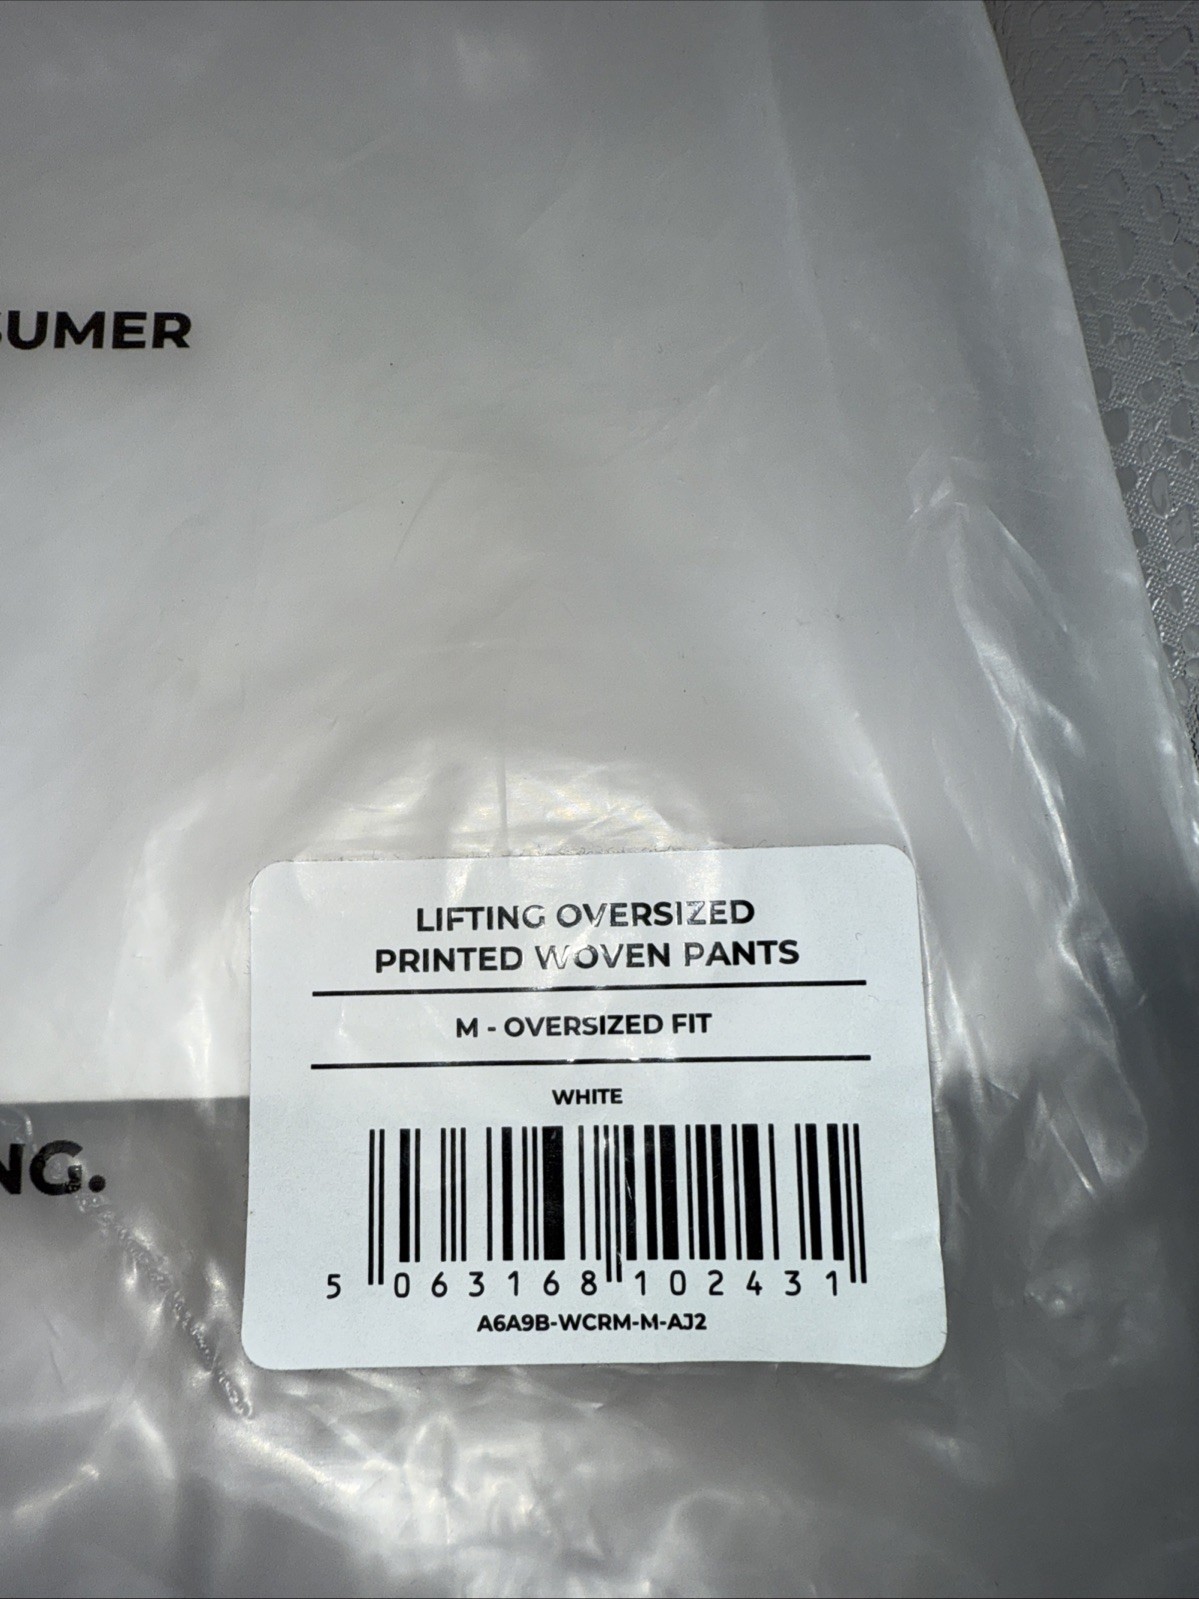 SUMER
NG.
LIFTING OVERSIZED
PRINTED WOVEN PANTS
M - OVERSIZED FIT
WHITE
5 063168 102431
A6A9B-WCRM-M-AJ2